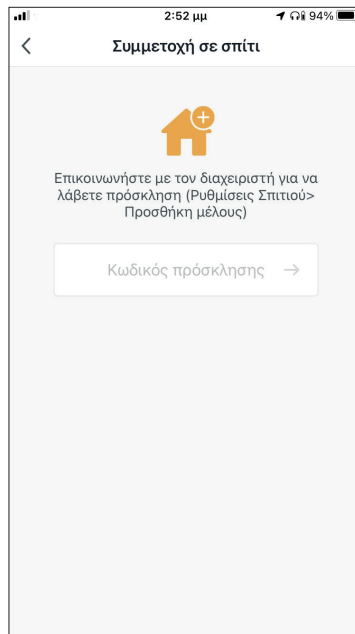 2:52 μμ
94%
Συμμετοχή σε σπίτι
Επικοινωνήστε με τον διαχειριστή για να
λάβετε πρόσκληση (Ρυθμίσεις Σπιτιού>
Προσθήκη μέλους)
Κωδικός πρόσκλησης